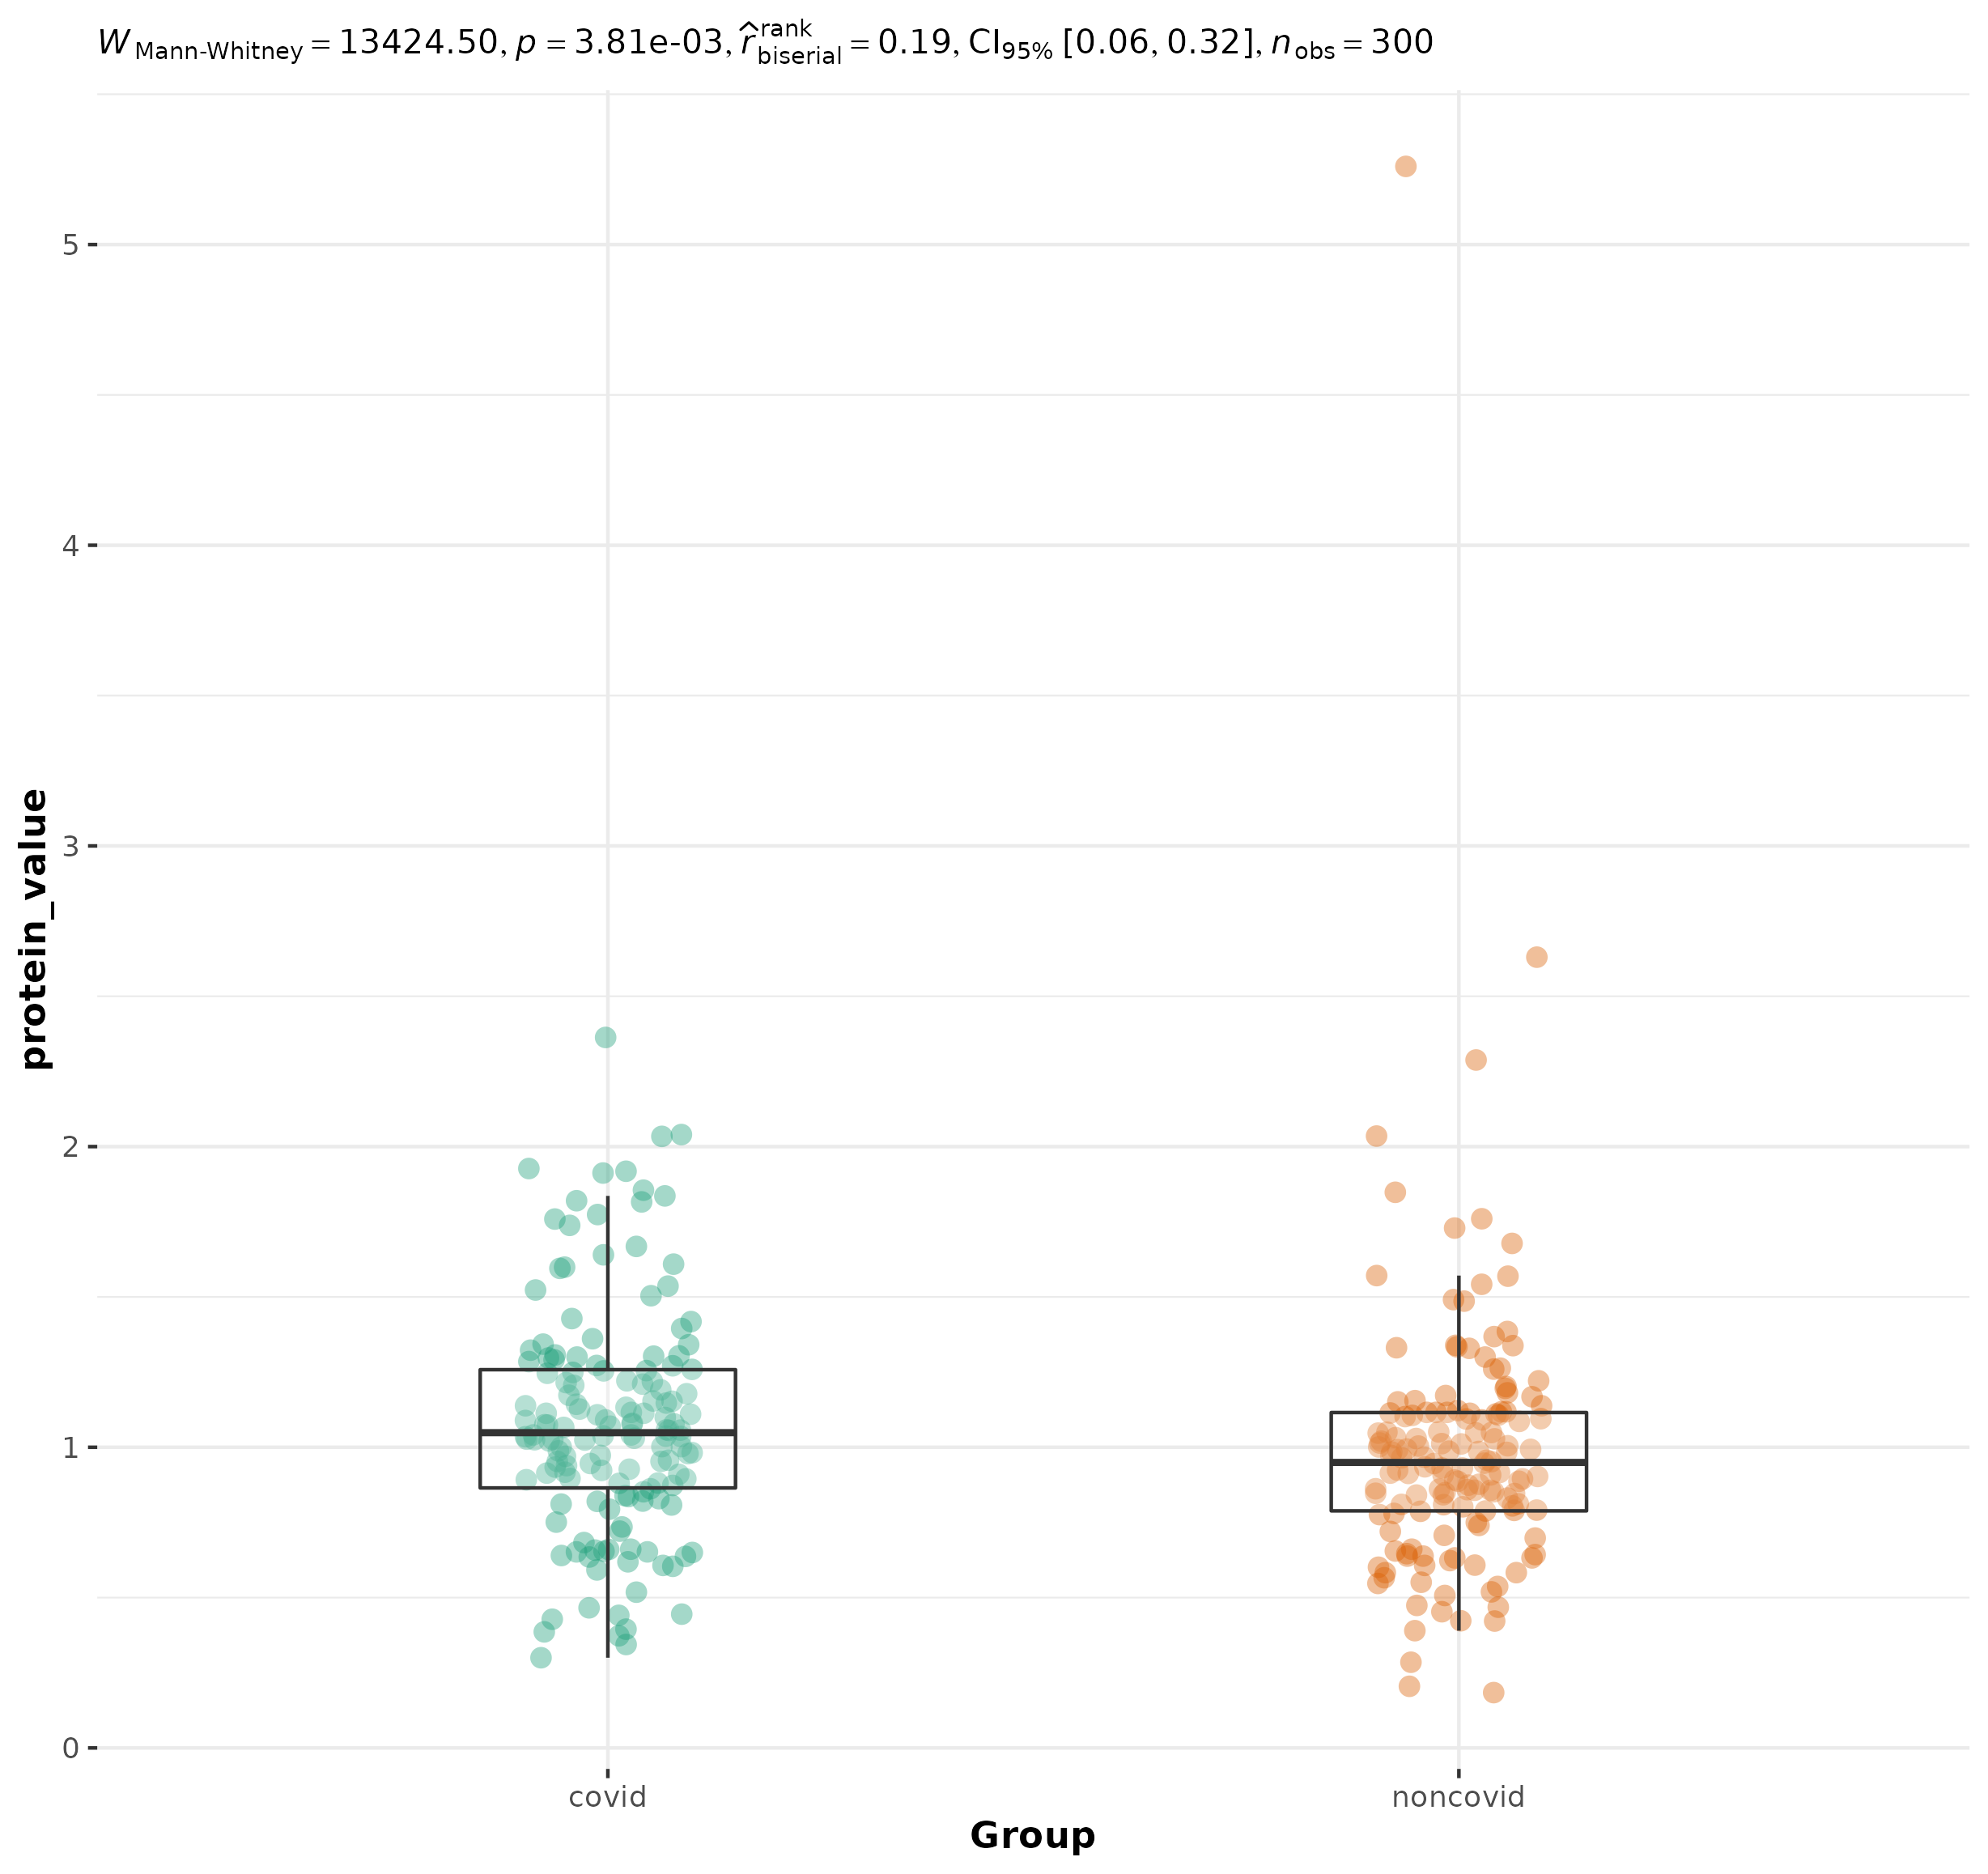 W Mann-Whitney = 13424.50, p = 3.81e-03, r̂ rank biserial = 0.19, CI95% [0.06, 0.32], n obs = 300
5
4
3
2
1
0
protein_value
covid noncovid
Group